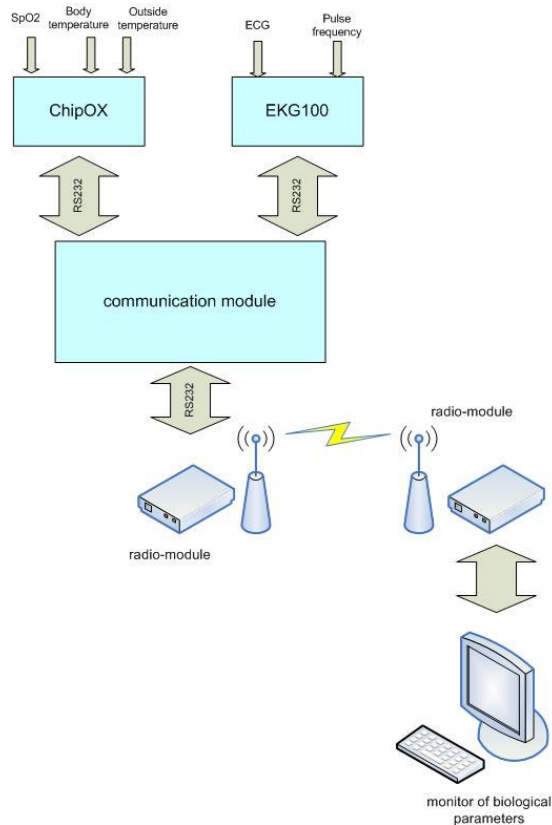 SpO2
Body
temperature
Outside
temperature
ECG
Pulse
frequency
ChipOX
EKG100
RS232
RS232
communication module
RS232
radio-module
radio-module
monitor of biological
parameters